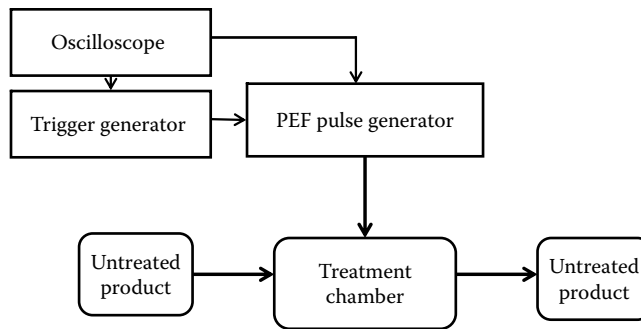 Oscilloscope
Trigger generator
PEF pulse generator
Untreated
product
Treatment
chamber
Untreated
product